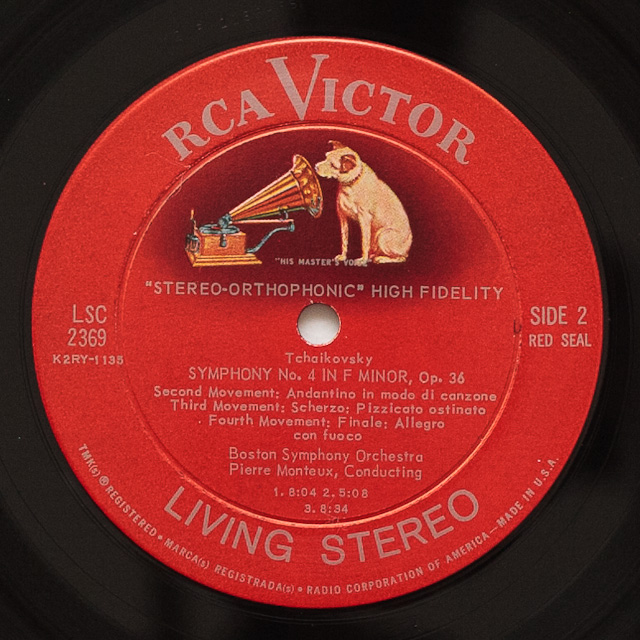 RCA VICTOR
"HIS MASTER'S VOICE"
"STEREO-ORTHOPHONIC" HIGH FIDELITY
LSC
2369
K2RY-1135
SIDE 2
RED SEAL
Tchaikovsky
SYMPHONY No. 4 IN F MINOR, Op. 36
Second Movement: Andantino in modo di canzone
Third Movement: Scherzo: Pizzicato ostinato
Fourth Movement: Finale: Allegro
con fuoco
Boston Symphony Orchestra
Pierre Monteux, Conducting
1. 8:04 2. 5:08
3. 8:34
LIVING STEREO
TMK(s) ® REGISTERED • MARCA(s) REGISTRADA(s) • RADIO CORPORATION OF AMERICA—MADE IN U.S.A.